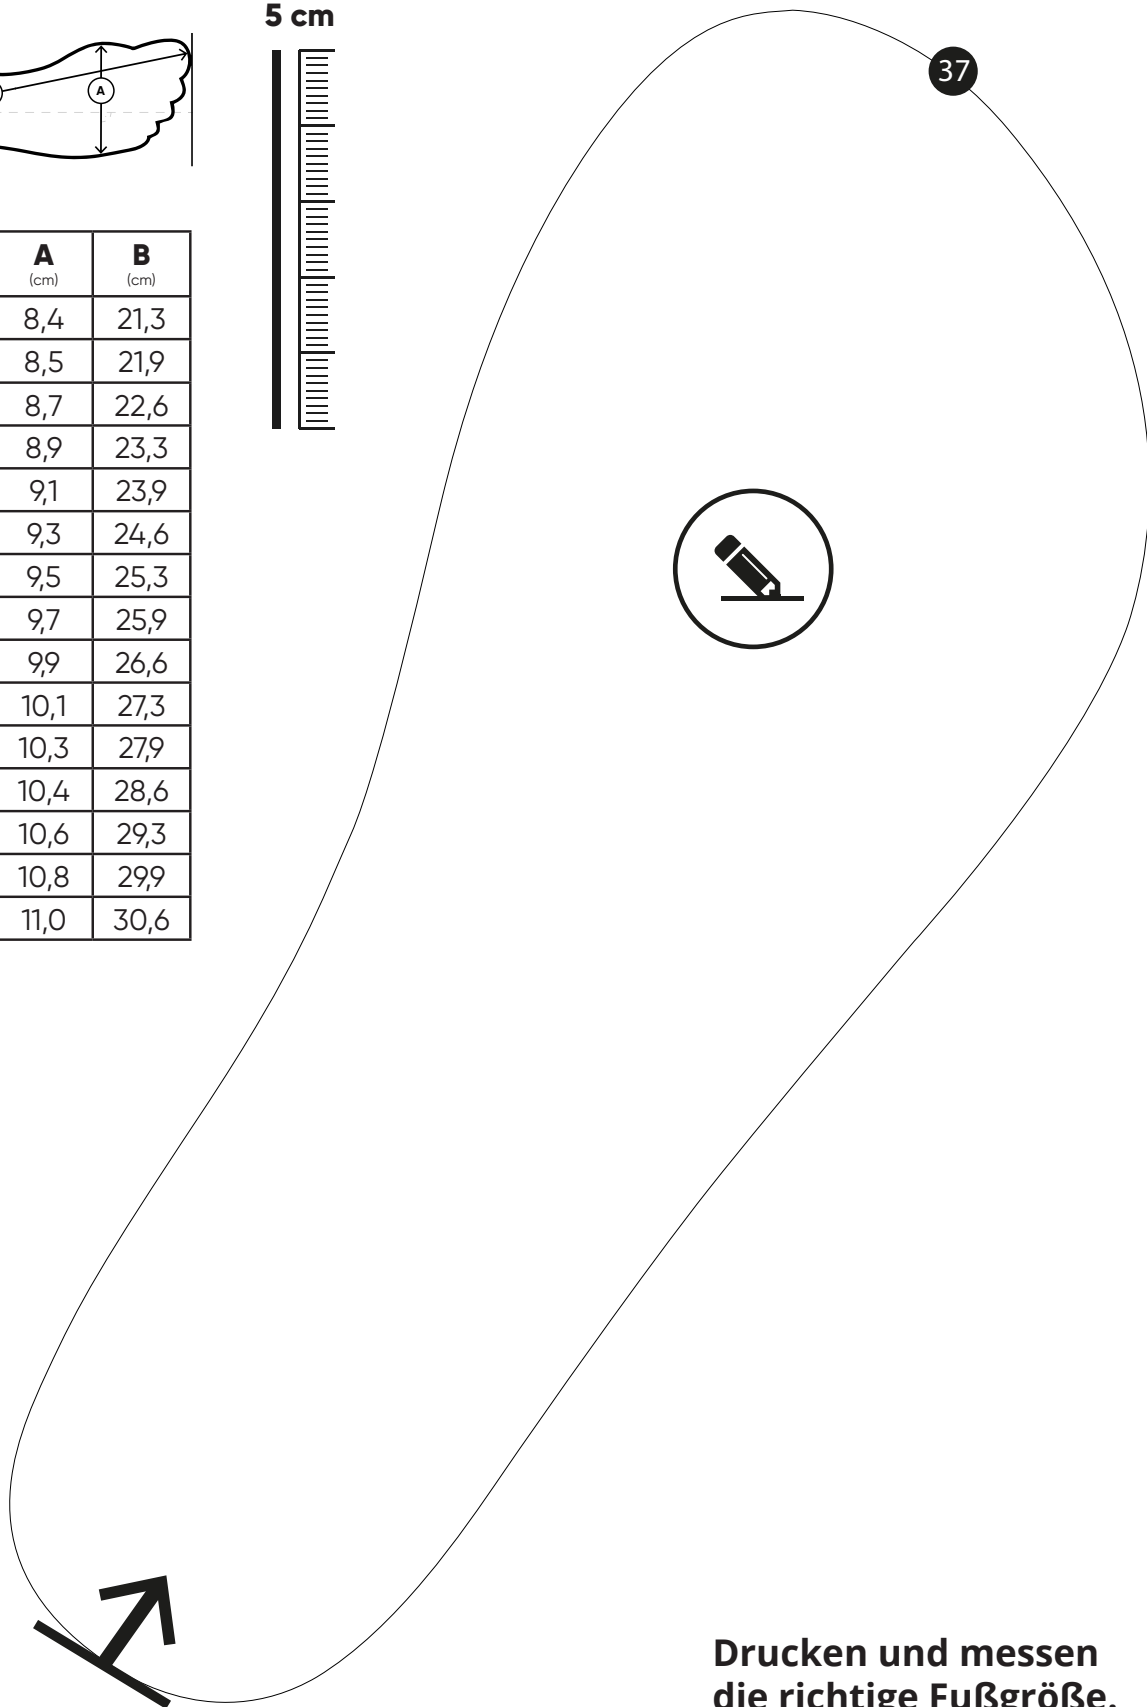 5 cm
37
A
A B
(cm) (cm)
8,4 21,3
8,5 21,9
8,7 22,6
8,9 23,3
9,1 23,9
9,3 24,6
9,5 25,3
9,7 25,9
9,9 26,6
10,1 27,3
10,3 27,9
10,4 28,6
10,6 29,3
10,8 29,9
11,0 30,6
Drucken und messen
die richtige Fußgröße.